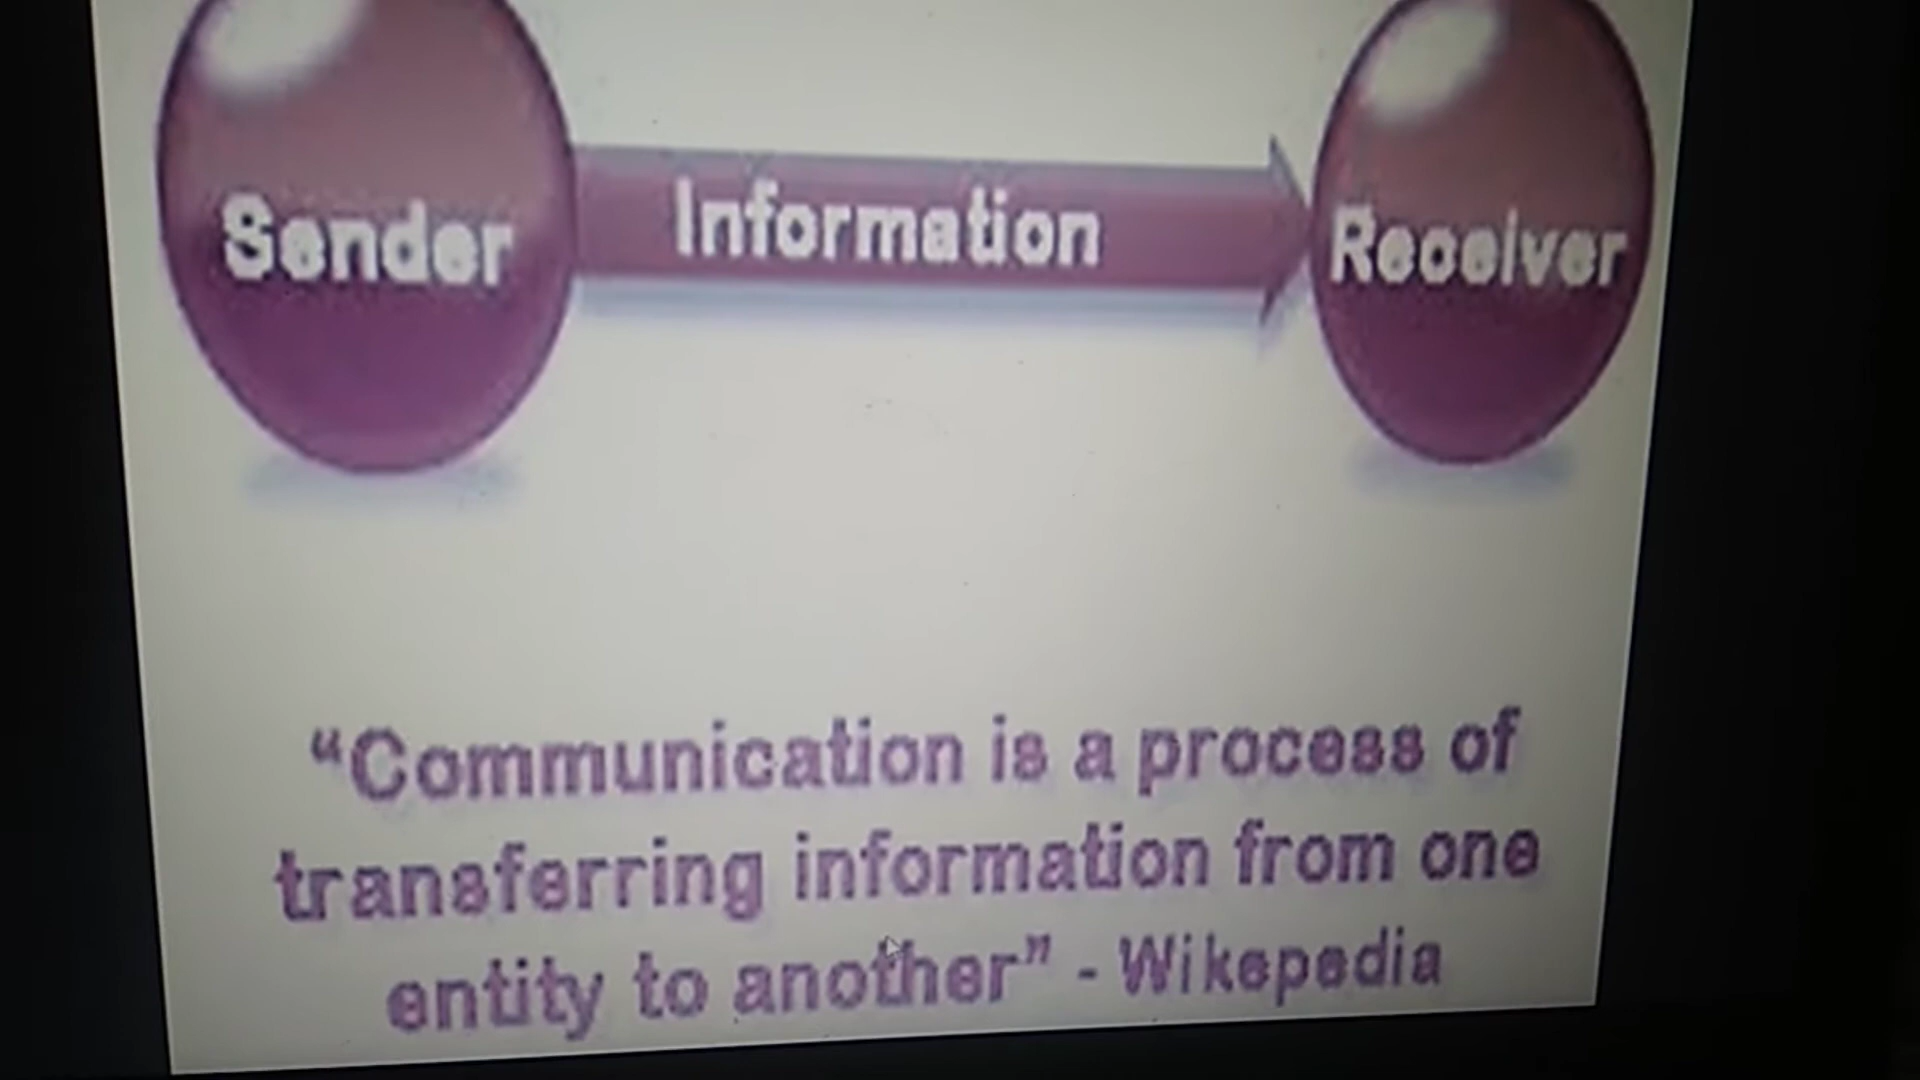 Sender Information Receiver
“Communication is a process of
transferring information from one
entity to another” - Wikepedia